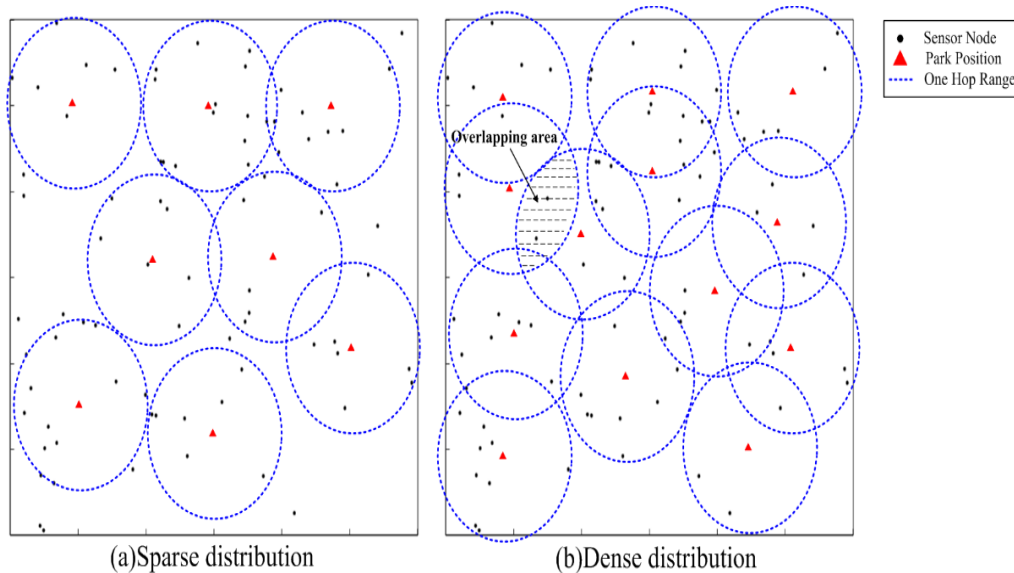 Sensor Node
Park Position
One Hop Range
Overlapping area
(a)Sparse distribution
(b)Dense distribution